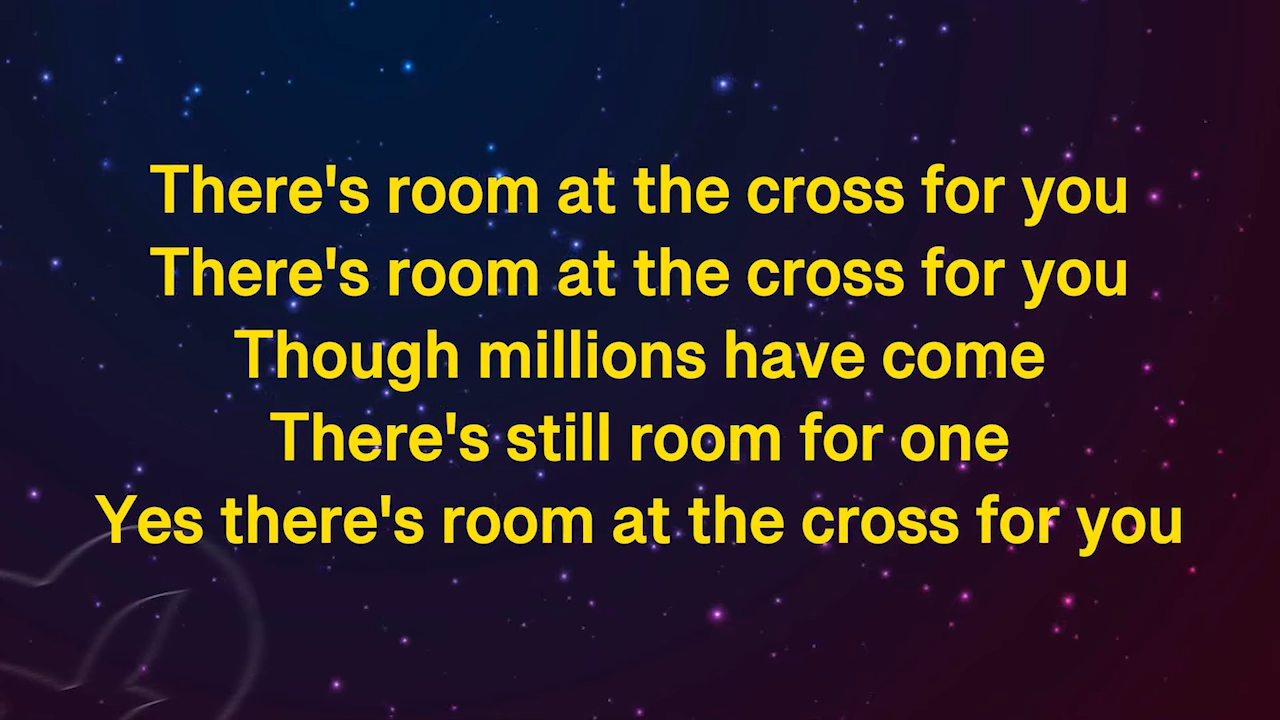 There's room at the cross for you
There's room at the cross for you
Though millions have come
There's still room for one
Yes there's room at the cross for you